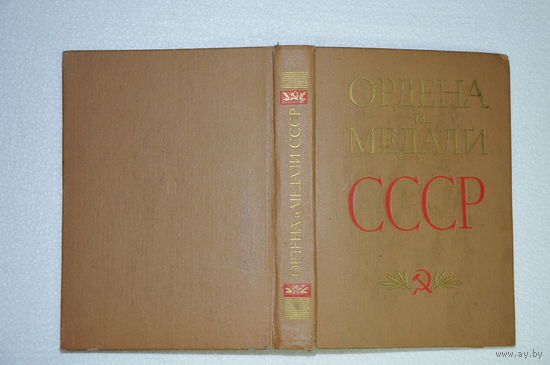 ОРДЕНА И МЕДАЛИ СССР
ОРДЕНА
И
МЕДАЛИ
СССР
www.ay.by